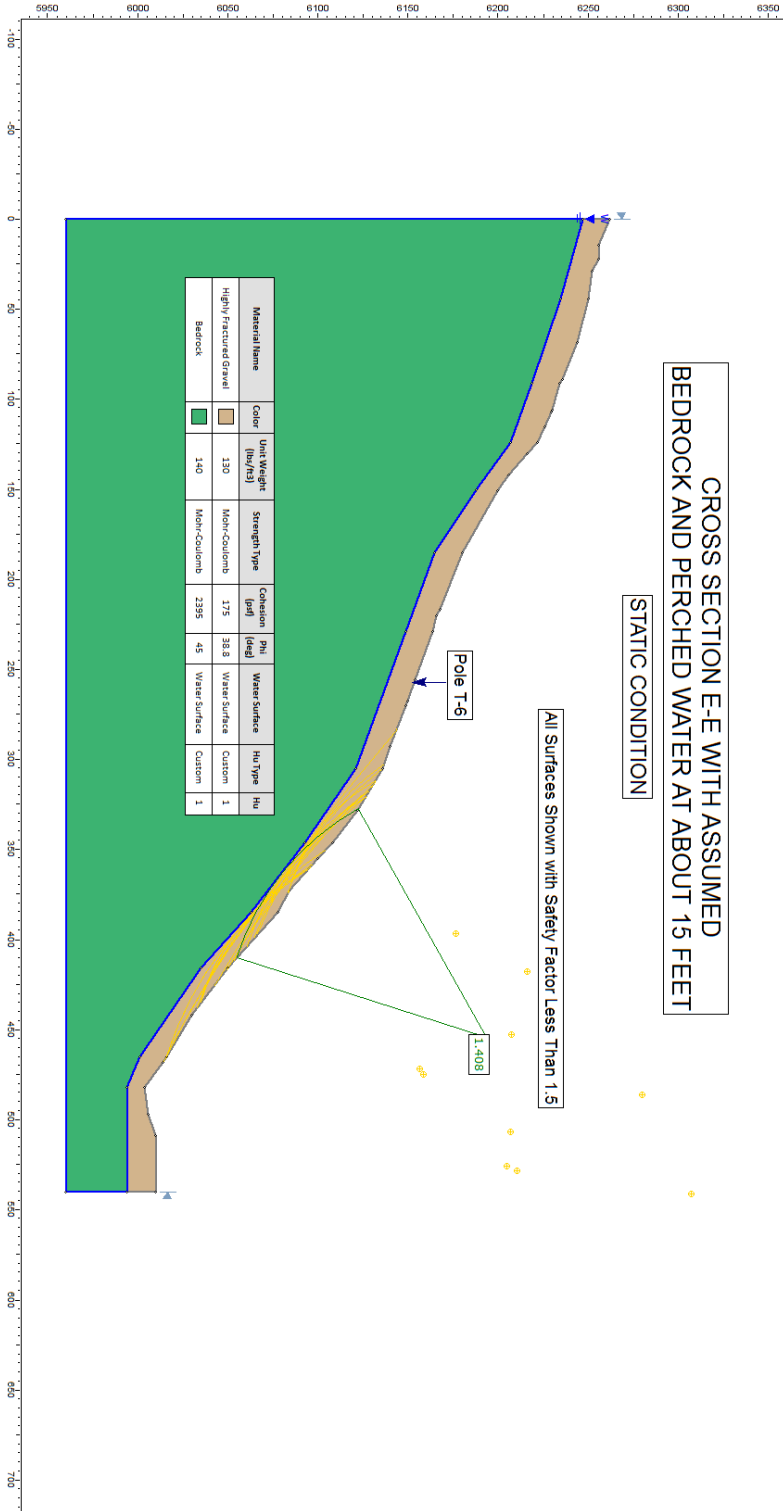 CROSS SECTION E-E WITH ASSUMED
BEDROCK AND PERCHED WATER AT ABOUT 15 FEET
STATIC CONDITION
All Surfaces Shown with Safety Factor Less Than 1.5
Pole T-6
1.408
W
Material Name Color Unit Weight (lbs/ft3) Strength Type Cohesion (psf) Phi (deg) Water Surface Hu Type Hu
Highly Fractured Gravel 130 Mohr-Coulomb 175 38.8 Water Surface Custom 1
Bedrock 140 Mohr-Coulomb 2395 45 Water Surface Custom 1
5950 6000 6050 6100 6150 6200 6250 6300 6350
-100 -50 0 50 100 150 200 250 300 350 400 450 500 550 600 650 700